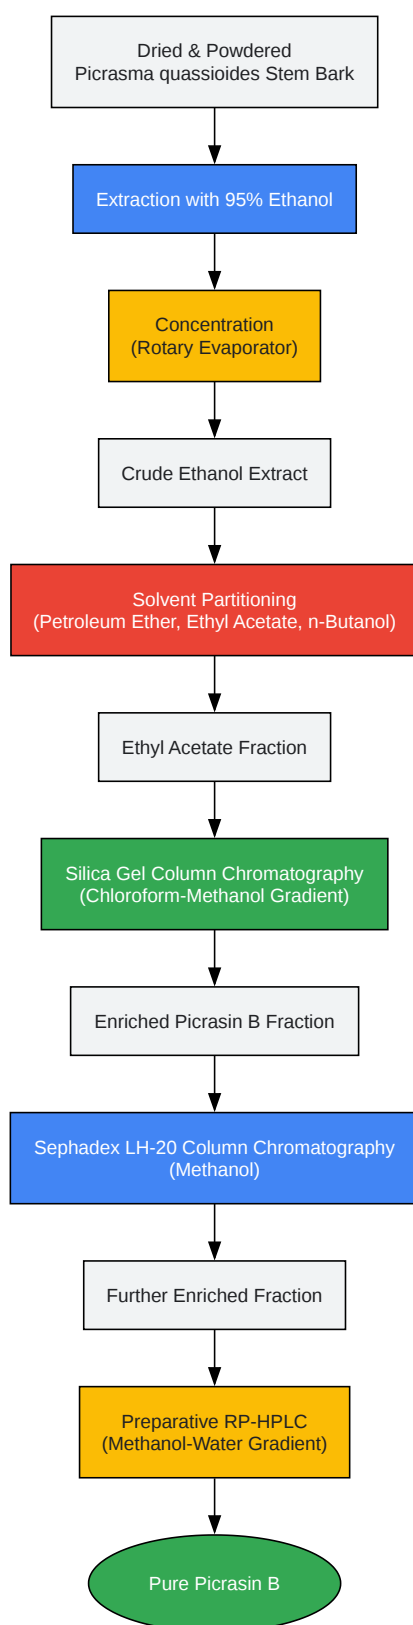 Dried & Powdered
Picrasma quassioides Stem Bark
Extraction with 95% Ethanol
Concentration
(Rotary Evaporator)
Crude Ethanol Extract
Solvent Partitioning
(Petroleum Ether, Ethyl Acetate, n-Butanol)
Ethyl Acetate Fraction
Silica Gel Column Chromatography
(Chloroform-Methanol Gradient)
Enriched Picrasin B Fraction
Sephadex LH-20 Column Chromatography
(Methanol)
Further Enriched Fraction
Preparative RP-HPLC
(Methanol-Water Gradient)
Pure Picrasin B